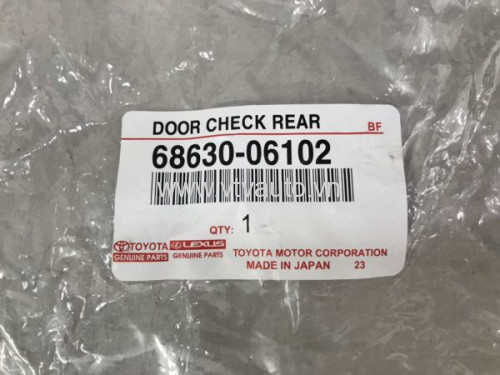 DOOR CHECK REAR
BF
68630-06102
www.vtvauto.vn
QTY: 1
TOYOTA LEXUS
GENUINE PARTS GENUINE PARTS
TOYOTA MOTOR CORPORATION
MADE IN JAPAN 23